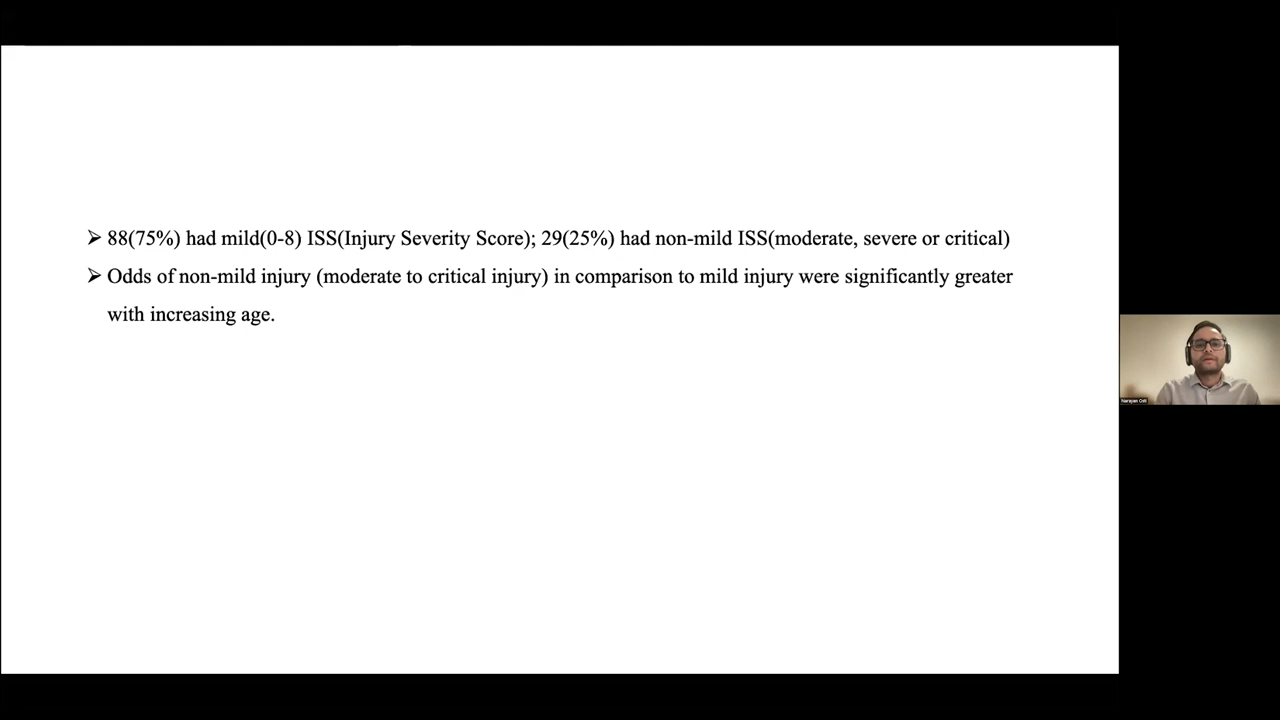 ➢ 88(75%) had mild(0-8) ISS(Injury Severity Score); 29(25%) had non-mild ISS(moderate, severe or critical)
➢ Odds of non-mild injury (moderate to critical injury) in comparison to mild injury were significantly greater
with increasing age.
Narayan Osti